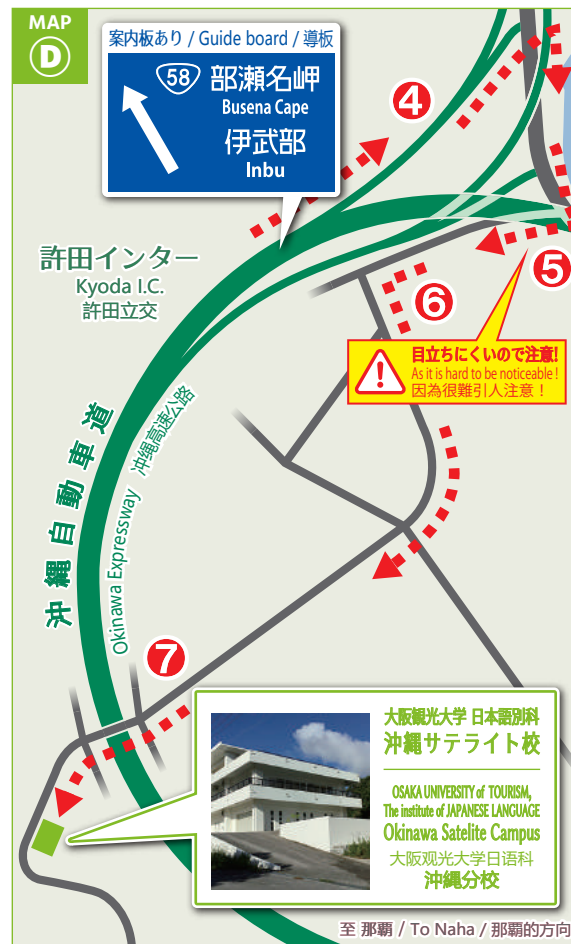 MAP
D
案内板あり / Guide board / 導板
58 部瀬名岬
Busena Cape
伊武部
Inbu
4
5
6
許田インター
Kyoda I.C.
許田立交
目立ちにくいので注意!
As it is hard to be noticeable !
因為很難引人注意！
沖縄自動車道
Okinawa Expressway 冲绳高速公路
7
大阪観光大学 日本語別科
沖縄サテライト校
OSAKA UNIVERSITY of TOURISM,
The institute of JAPANESE LANGUAGE
Okinawa Satelite Campus
大阪观光大学日语科
沖縄分校
至 那覇 / To Naha / 那覇的方向